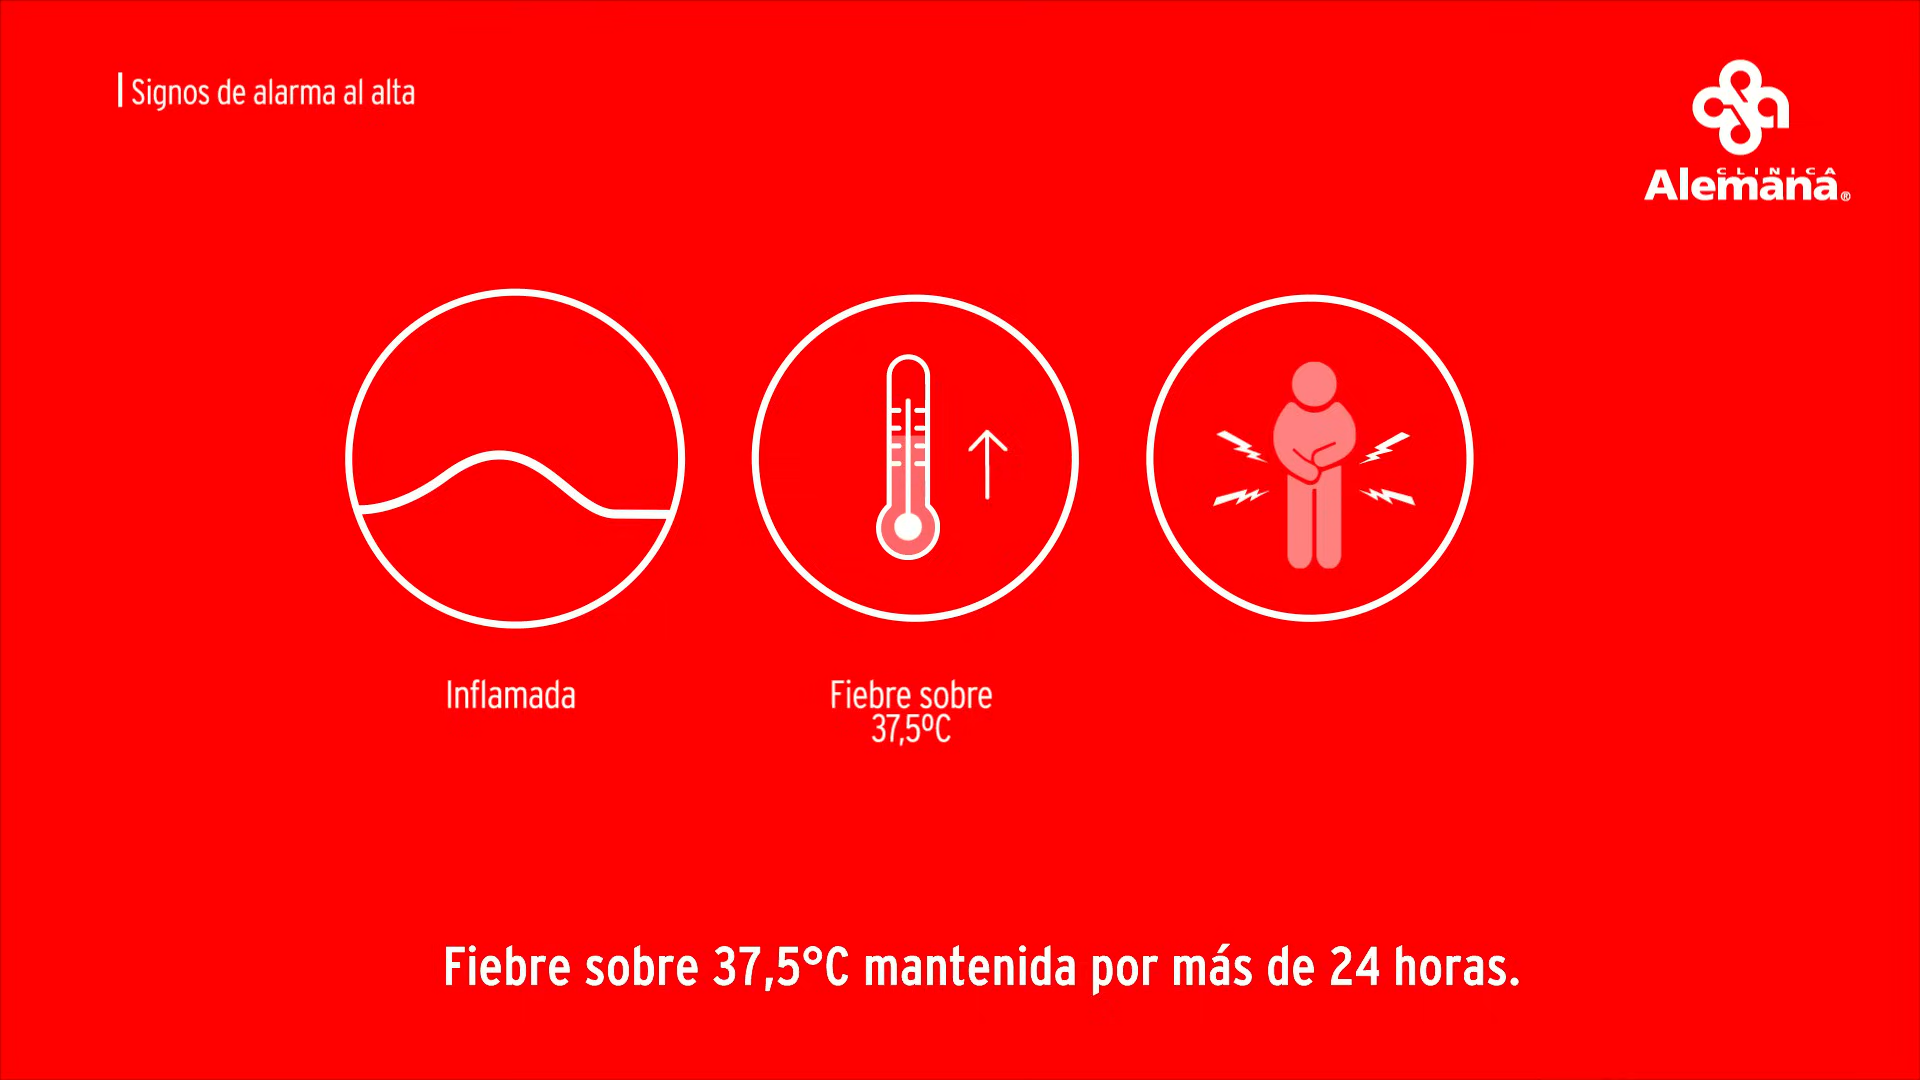 Signos de alarma al alta
CLINICA
Alemana®
Inflamada
Fiebre sobre
37,5ºC
Fiebre sobre 37,5°C mantenida por más de 24 horas.